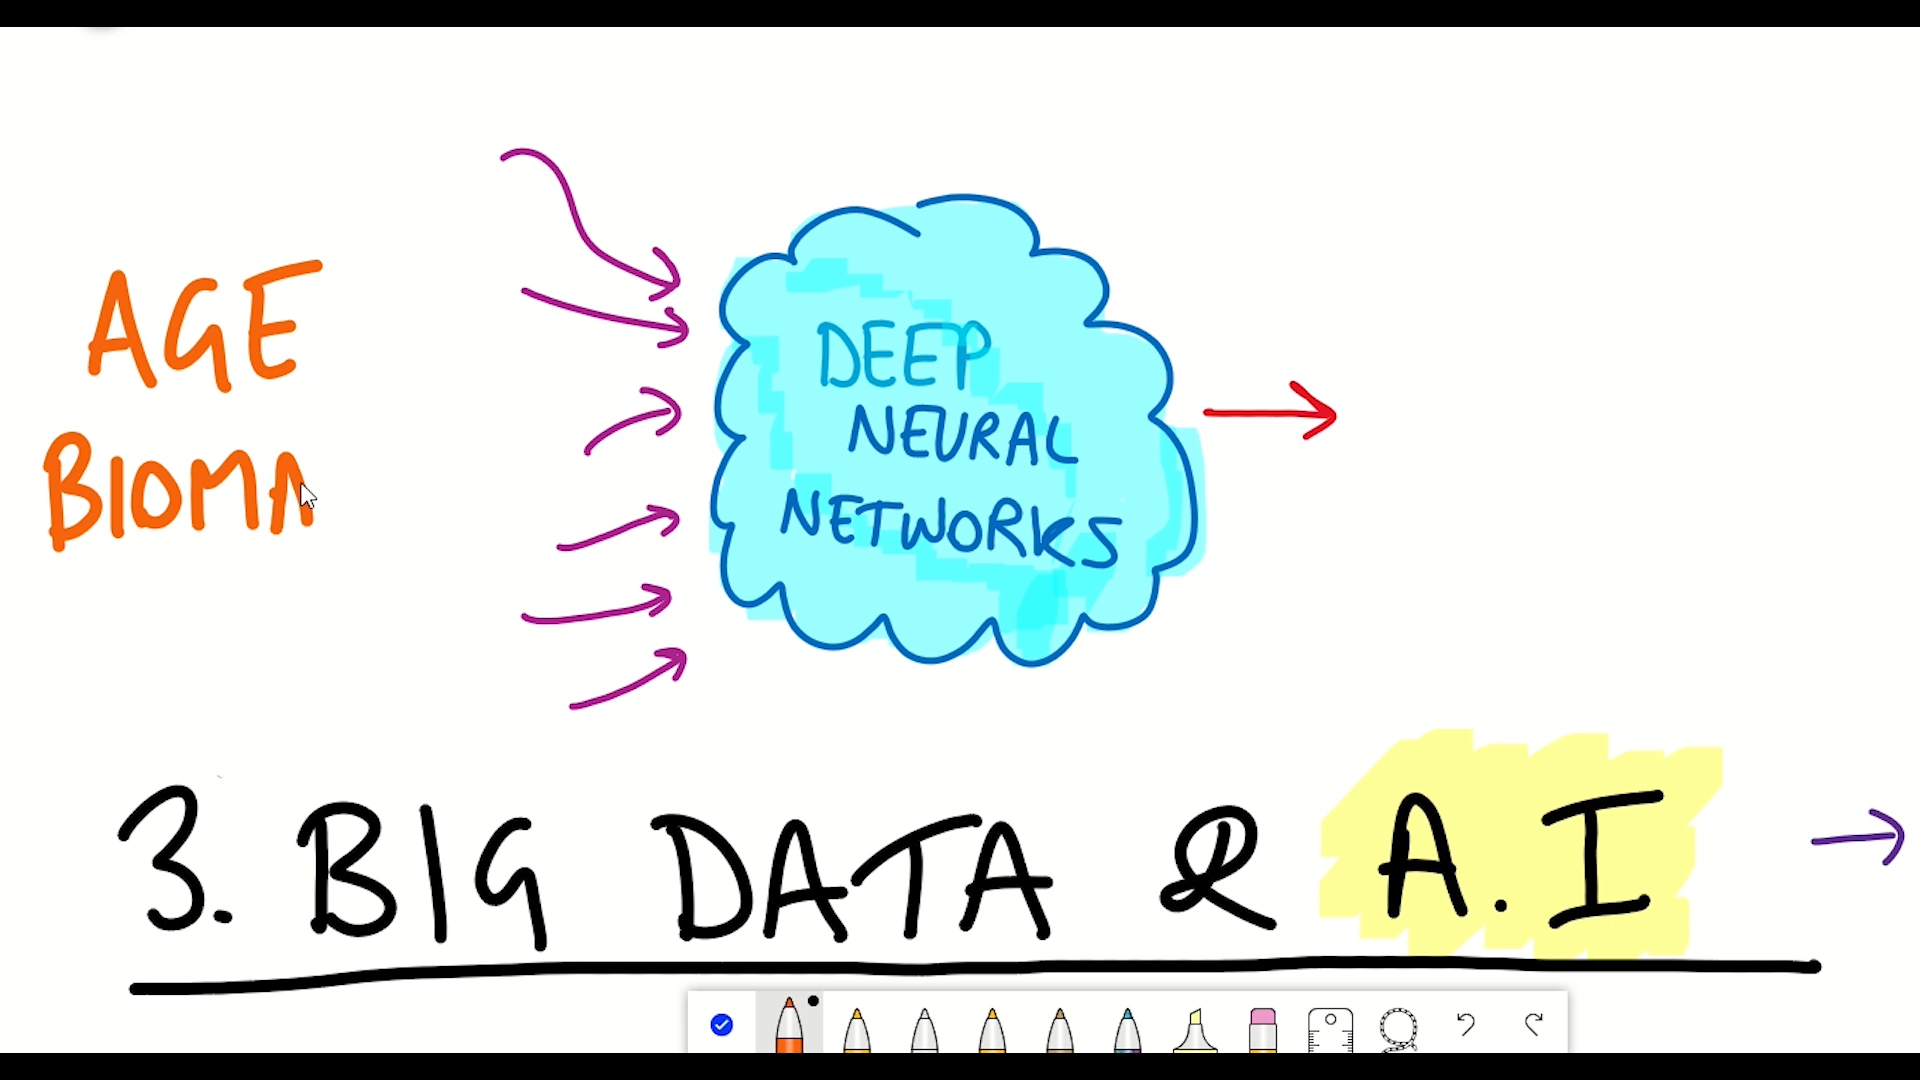 AGE
BIOMA
DEEP
NEURAL
NETWORKS
3. BIG DATA & A.I